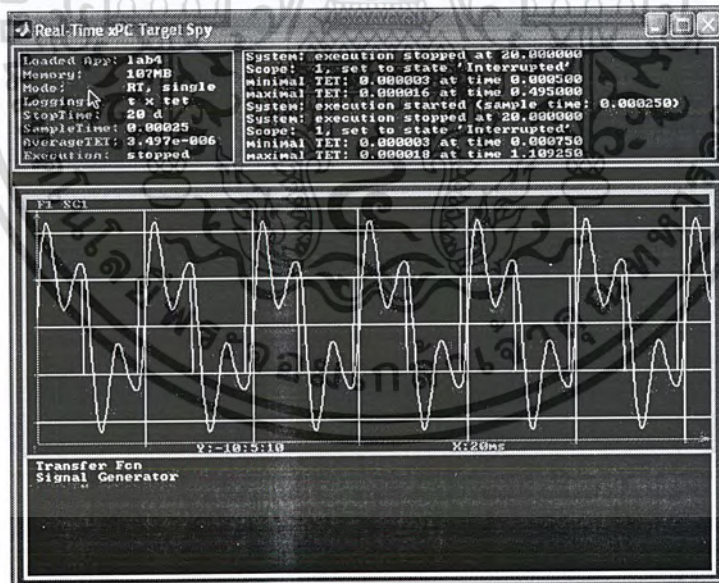 Real-Time xPC Target Spy
Loaded App: lab4
Memory: 107MB
Mode: RT, single
Logging: t x tet
StopTime: 20 d
SampleTime: 0.00025
AverageTET: 3.497e-006
Execution: stopped
System: execution stopped at 20.000000
Scope: 1, set to state 'Interrupted'
minimal TET: 0.000003 at time 0.000500
maximal TET: 0.000016 at time 0.495000
System: execution started (sample time: 0.000250)
System: execution stopped at 20.000000
Scope: 1, set to state 'Interrupted'
minimal TET: 0.000003 at time 0.000750
maximal TET: 0.000018 at time 1.109250
F1 SC1
Y:-10:5:10
X:20ms
Transfer Fcn
Signal Generator